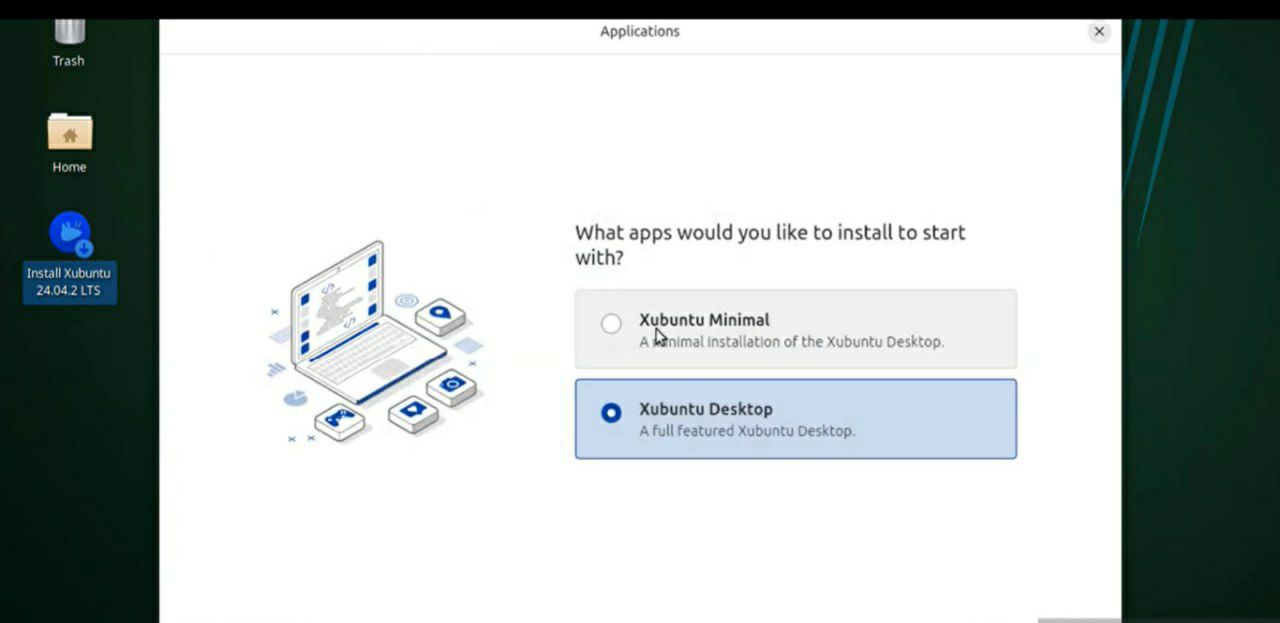 Applications
Trash
Home
Install Xubuntu
24.04.2 LTS
What apps would you like to install to start
with?
Xubuntu Minimal
A minimal installation of the Xubuntu Desktop.
Xubuntu Desktop
A full featured Xubuntu Desktop.